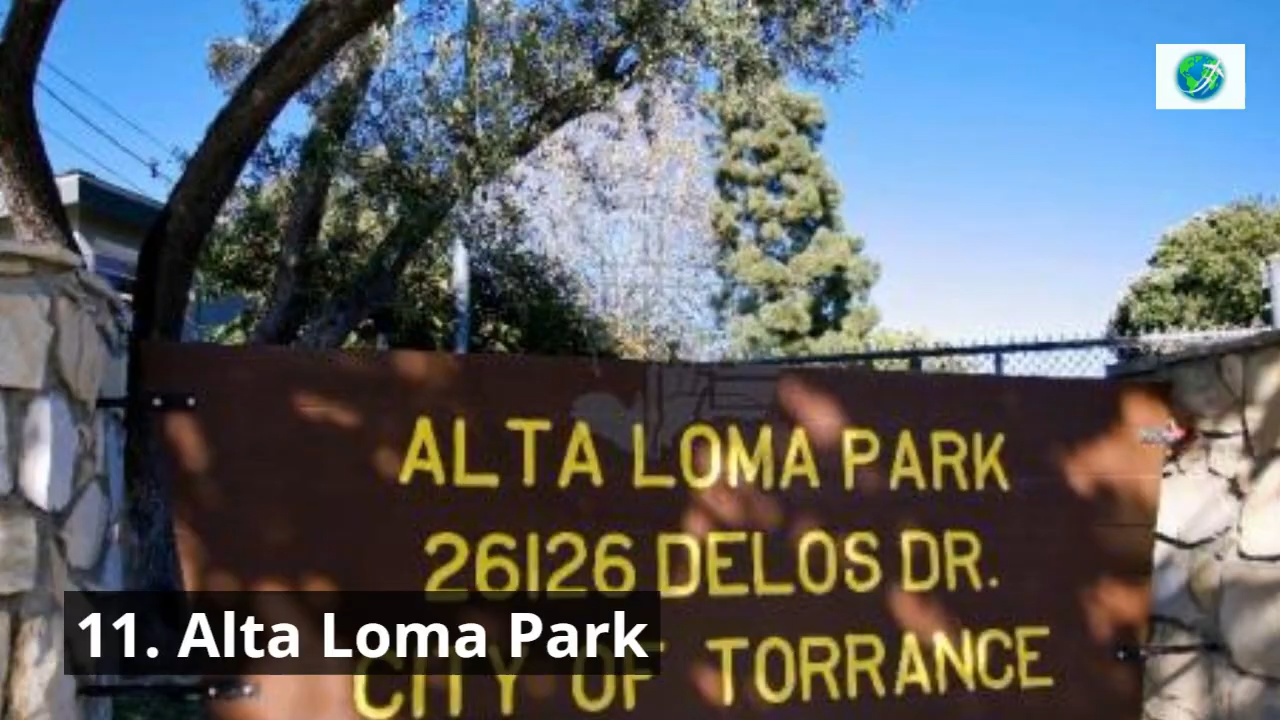 ALTA LOMA PARK
26126 DELOS DR.
CITY OF TORRANCE
11. Alta Loma Park